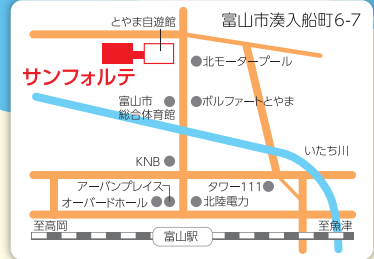 とやま自遊館
富山市湊入船町6-7
北モータープール
サンフォルテ
富山市
総合体育館
ボルファートとやま
いたち川
KNB
アーバンプレイス
タワー111
オーバードホール
北陸電力
至高岡
至魚津
富山駅